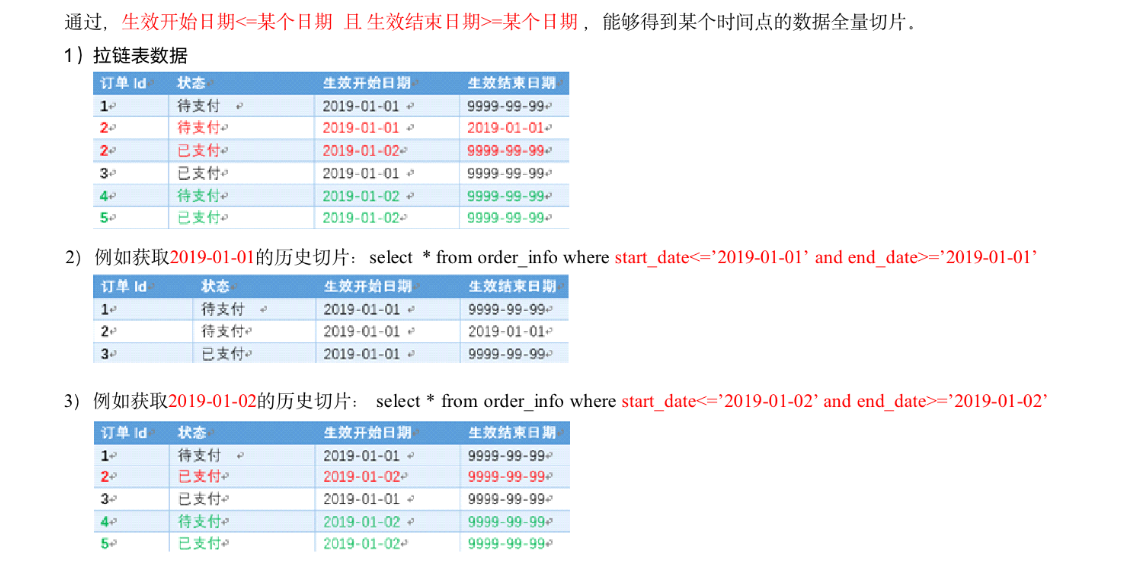 通过，生效开始日期<=某个日期 且 生效结束日期>=某个日期 ，能够得到某个时间点的数据全量切片。
1）拉链表数据
订单 Id 状态 生效开始日期 生效结束日期
1 待支付 2019-01-01 9999-99-99
2 待支付 2019-01-01 2019-01-01
2 已支付 2019-01-02 9999-99-99
3 已支付 2019-01-01 9999-99-99
4 待支付 2019-01-02 9999-99-99
5 已支付 2019-01-02 9999-99-99
2）例如获取2019-01-01的历史切片：select * from order_info where start_date<=’2019-01-01’ and end_date>=’2019-01-01’
订单 Id 状态 生效开始日期 生效结束日期
1 待支付 2019-01-01 9999-99-99
2 待支付 2019-01-01 2019-01-01
3 已支付 2019-01-01 9999-99-99
3）例如获取2019-01-02的历史切片： select * from order_info where start_date<=’2019-01-02’ and end_date>=’2019-01-02’
订单 Id 状态 生效开始日期 生效结束日期
1 待支付 2019-01-01 9999-99-99
2 已支付 2019-01-02 9999-99-99
3 已支付 2019-01-01 9999-99-99
4 待支付 2019-01-02 9999-99-99
5 已支付 2019-01-02 9999-99-99